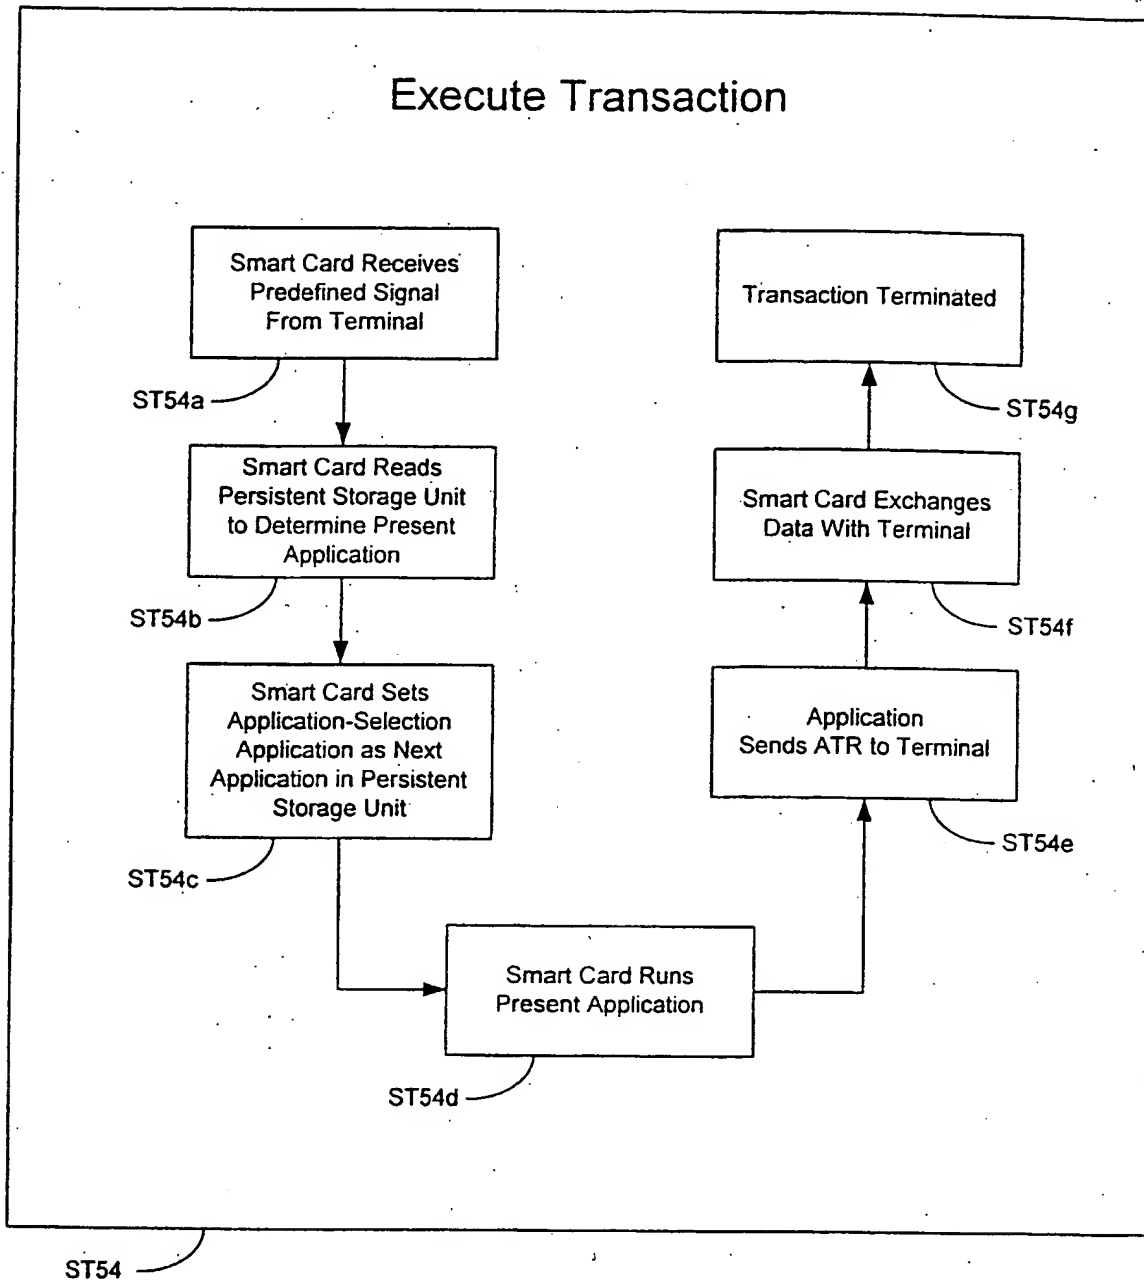 Execute Transaction
Smart Card Receives
Predefined Signal
From Terminal
ST54a
Smart Card Reads
Persistent Storage Unit
to Determine Present
Application
ST54b
Smart Card Sets
Application-Selection
Application as Next
Application in Persistent
Storage Unit
ST54c
Smart Card Runs
Present Application
ST54d
Application
Sends ATR to Terminal
ST54e
Smart Card Exchanges
Data With Terminal
ST54f
Transaction Terminated
ST54g
ST54